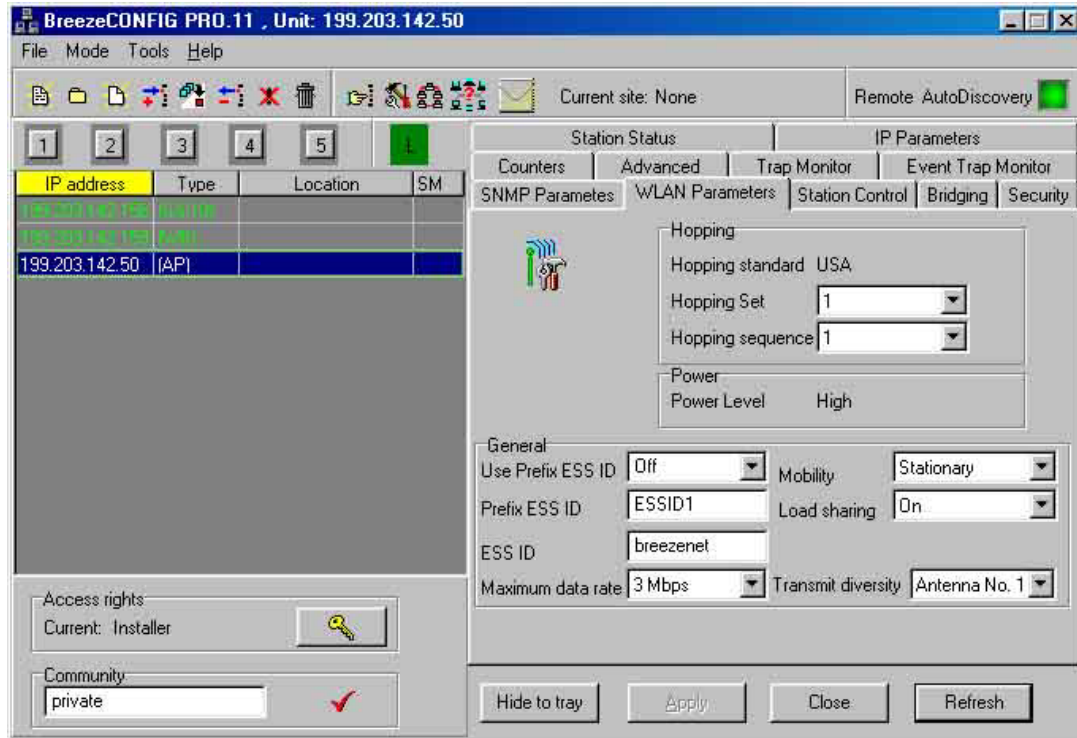 BreezeCONFIG PRO.11 , Unit: 199.203.142.50
File Mode Tools Help
Current site: None
Remote AutoDiscovery
1 2 3 4 5
IP address Type Location SM
199.203.142.50 (AP)
Access rights
Current: Installer
Community
private
Station Status IP Parameters
Counters Advanced Trap Monitor Event Trap Monitor
SNMP Parametes WLAN Parameters Station Control Bridging Security
Hopping
Hopping standard USA
Hopping Set 1
Hopping sequence 1
Power
Power Level High
General
Use Prefix ESS ID Off Mobility Stationary
Prefix ESS ID ESSID1 Load sharing On
ESS ID breezenet
Maximum data rate 3 Mbps Transmit diversity Antenna No. 1
Hide to tray Apply Close Refresh